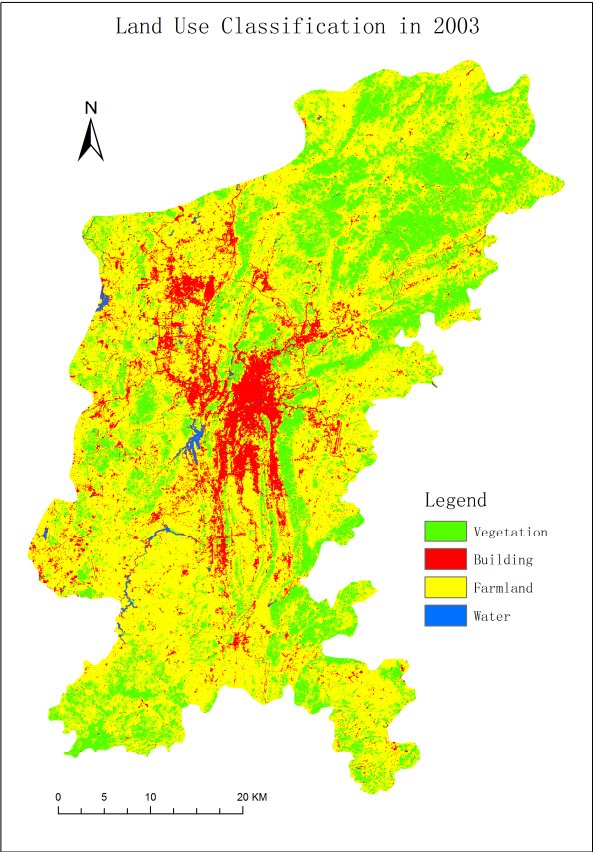 Land Use Classification in 2003
N
Legend
Vegetation
Building
Farmland
Water
0 5 10 20 KM